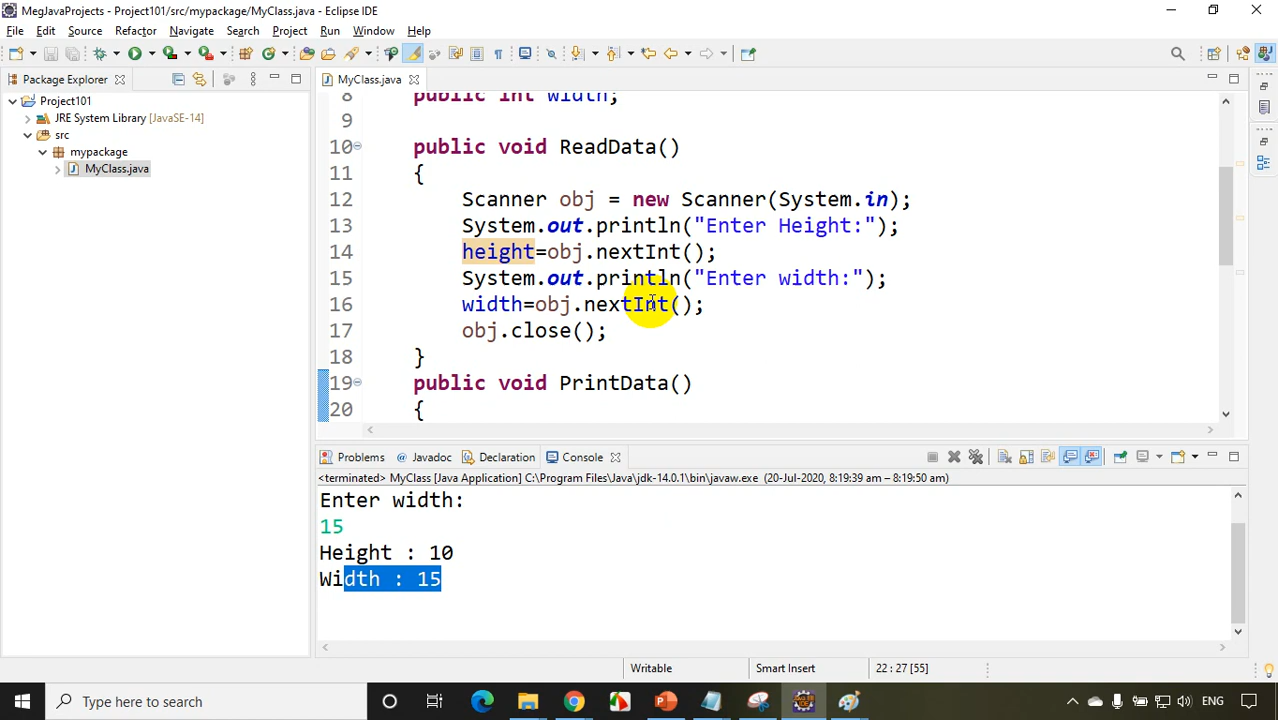 MegJavaProjects - Project101/src/mypackage/MyClass.java - Eclipse IDE
File Edit Source Refactor Navigate Search Project Run Window Help
Package Explorer
MyClass.java
Project101
JRE System Library [JavaSE-14]
src
mypackage
MyClass.java
8 public int width;
9
10 public void ReadData()
11 {
12 Scanner obj = new Scanner(System.in);
13 System.out.println("Enter Height:");
14 height=obj.nextInt();
15 System.out.println("Enter width:");
16 width=obj.nextInt();
17 obj.close();
18 }
19 public void PrintData()
20 {
Problems Javadoc Declaration Console
<terminated> MyClass [Java Application] C:\Program Files\Java\jdk-14.0.1\bin\javaw.exe (20-Jul-2020, 8:19:39 am – 8:19:50 am)
Enter width:
15
Height : 10
Width : 15
Writable Smart Insert 22 : 27 [55]
Type here to search
ENG